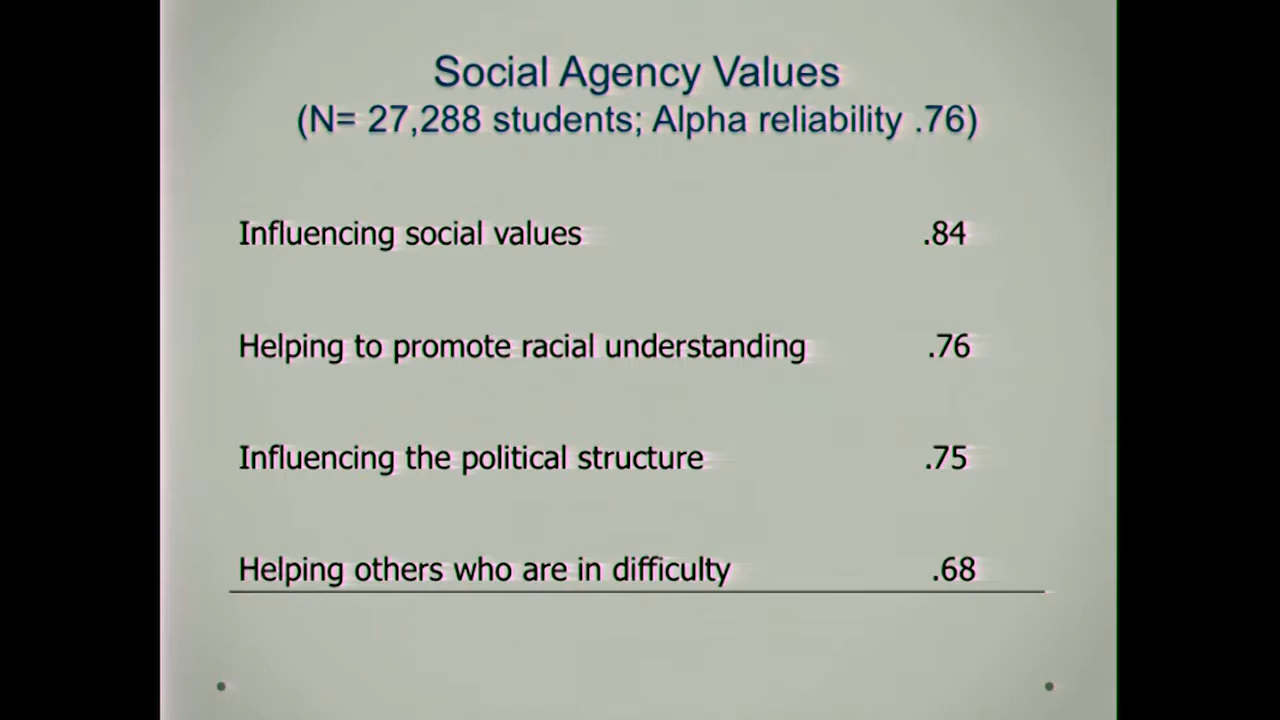 Social Agency Values
(N= 27,288 students; Alpha reliability .76)
Influencing social values .84
Helping to promote racial understanding .76
Influencing the political structure .75
Helping others who are in difficulty .68